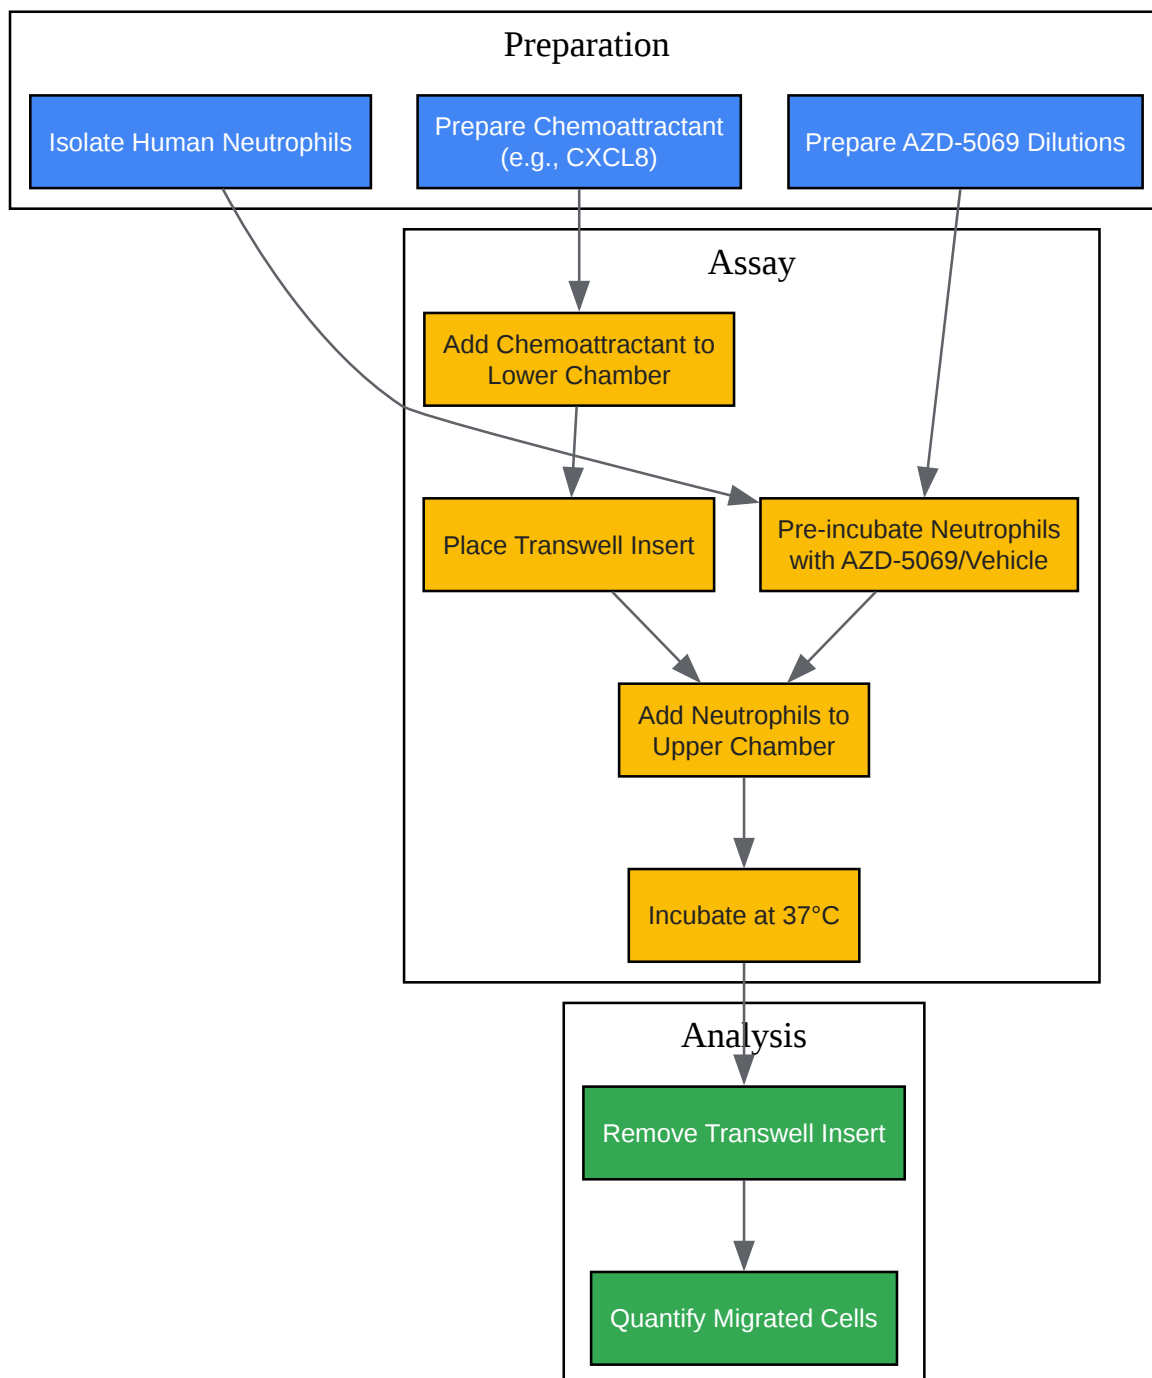 Preparation
Isolate Human Neutrophils
Prepare Chemoattractant
(e.g., CXCL8)
Prepare AZD-5069 Dilutions
Assay
Add Chemoattractant to
Lower Chamber
Place Transwell Insert
Pre-incubate Neutrophils
with AZD-5069/Vehicle
Add Neutrophils to
Upper Chamber
Incubate at 37°C
Analysis
Remove Transwell Insert
Quantify Migrated Cells